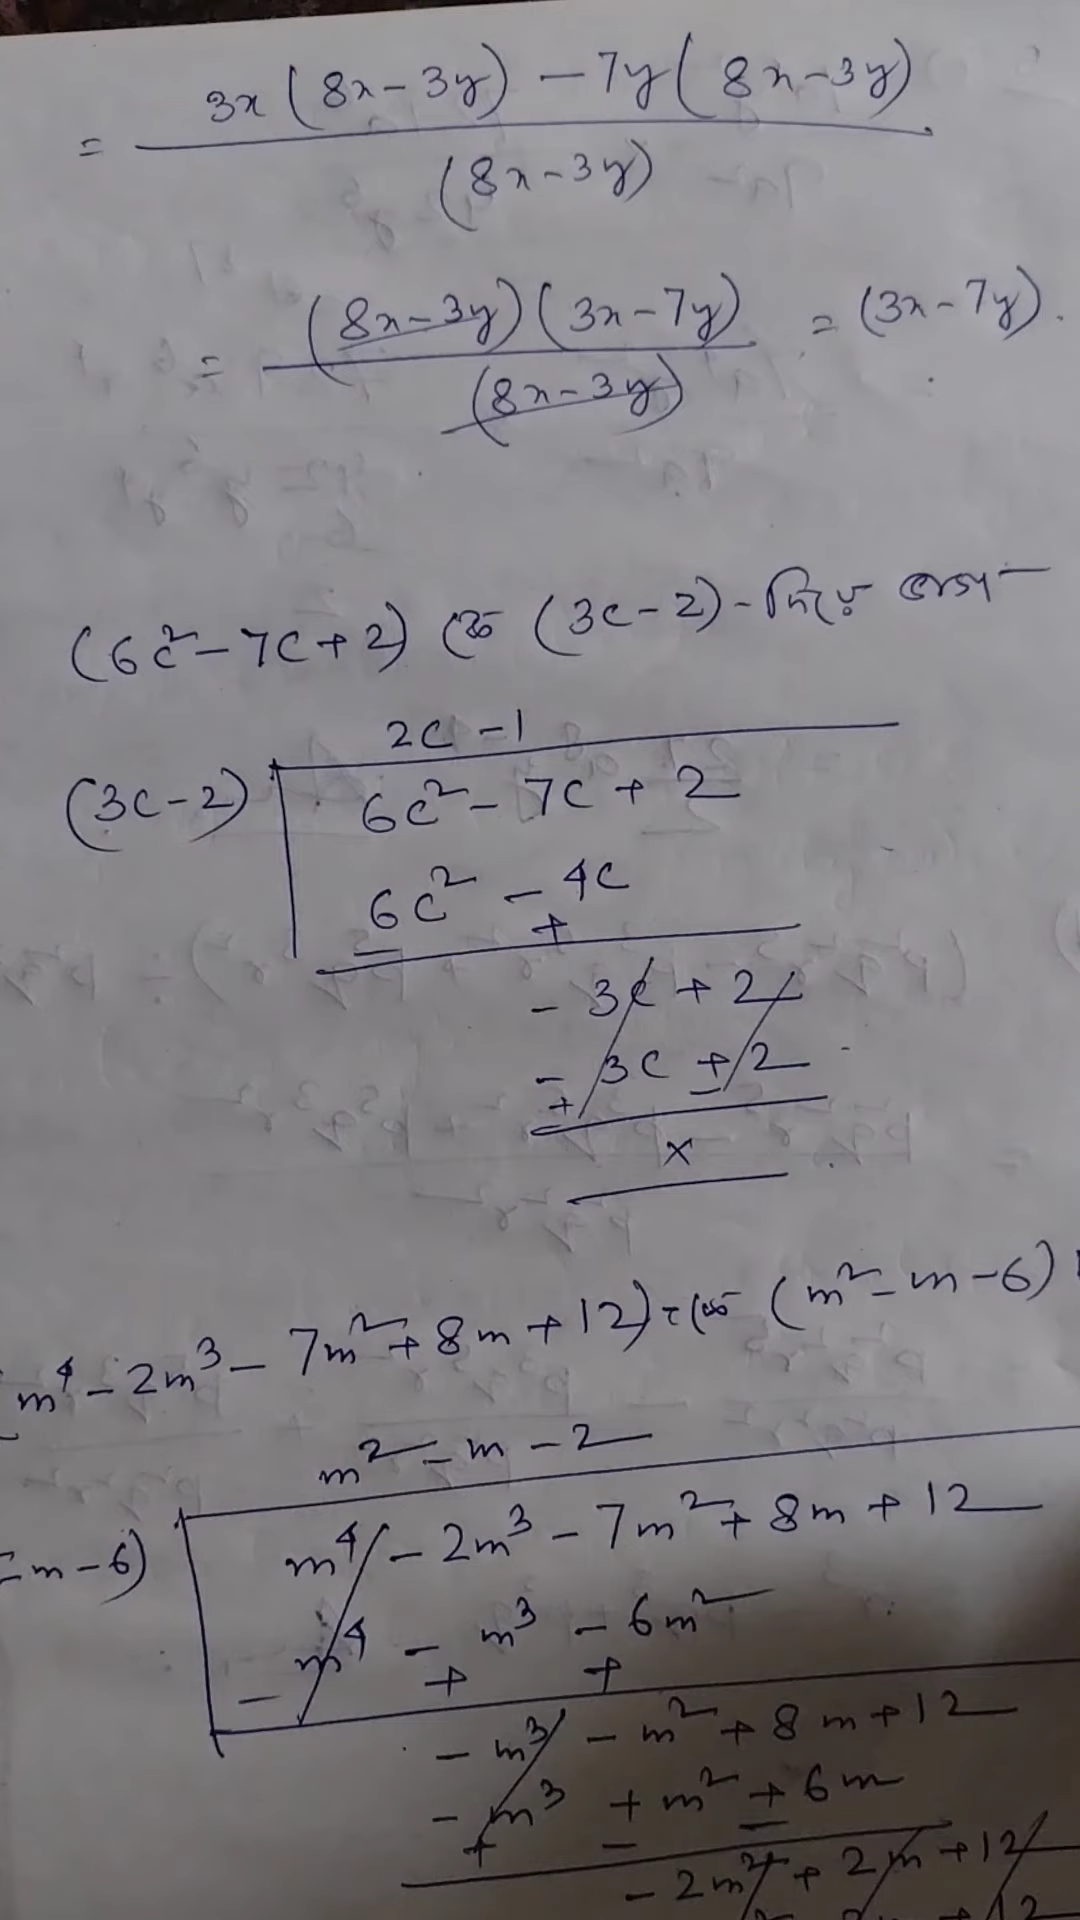 3x (8x - 3y) - 7y (8x - 3y)
=
(8x - 3y)
(8x - 3y) (3x - 7y) = (3x - 7y).
=
(8x - 3y)
(6c² - 7c + 2) কে (3c - 2) - দিয়ে ভাগ -
2c - 1
(3c - 2) 6c² - 7c + 2
6c² - 4c
- +
- 3c + 2
- 3c + 2
+ -
x
m⁴ - 2m³ - 7m² + 8m + 12) কে (m² - m - 6)
m² - m - 2
- m - 6) m⁴ - 2m³ - 7m² + 8m + 12
m⁴ - m³ - 6m²
- + +
- m³ - m² + 8m + 12
- m³ + m² + 6m
+ - -
- 2m² + 2m + 12
12